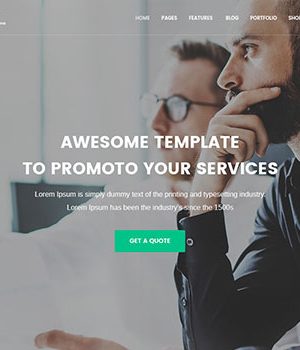 HOME PAGES FEATURES BLOG PORTFOLIO SHO
AWESOME TEMPLATE
TO PROMOTO YOUR SERVICES
Lorem Ipsum is simply dummy text of the printing and typesetting industry.
Lorem Ipsum has been the industry's since the 1500s
GET A QUOTE